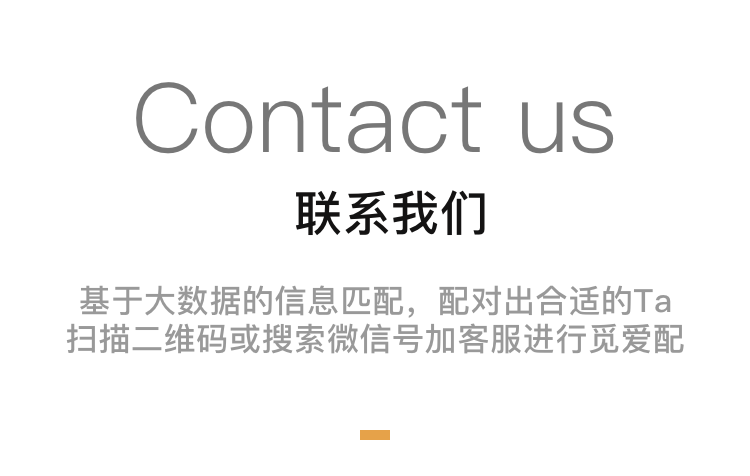 Contact us
联系我们
基于大数据的信息匹配，配对出合适的Ta
扫描二维码或搜索微信号加客服进行觅爱配